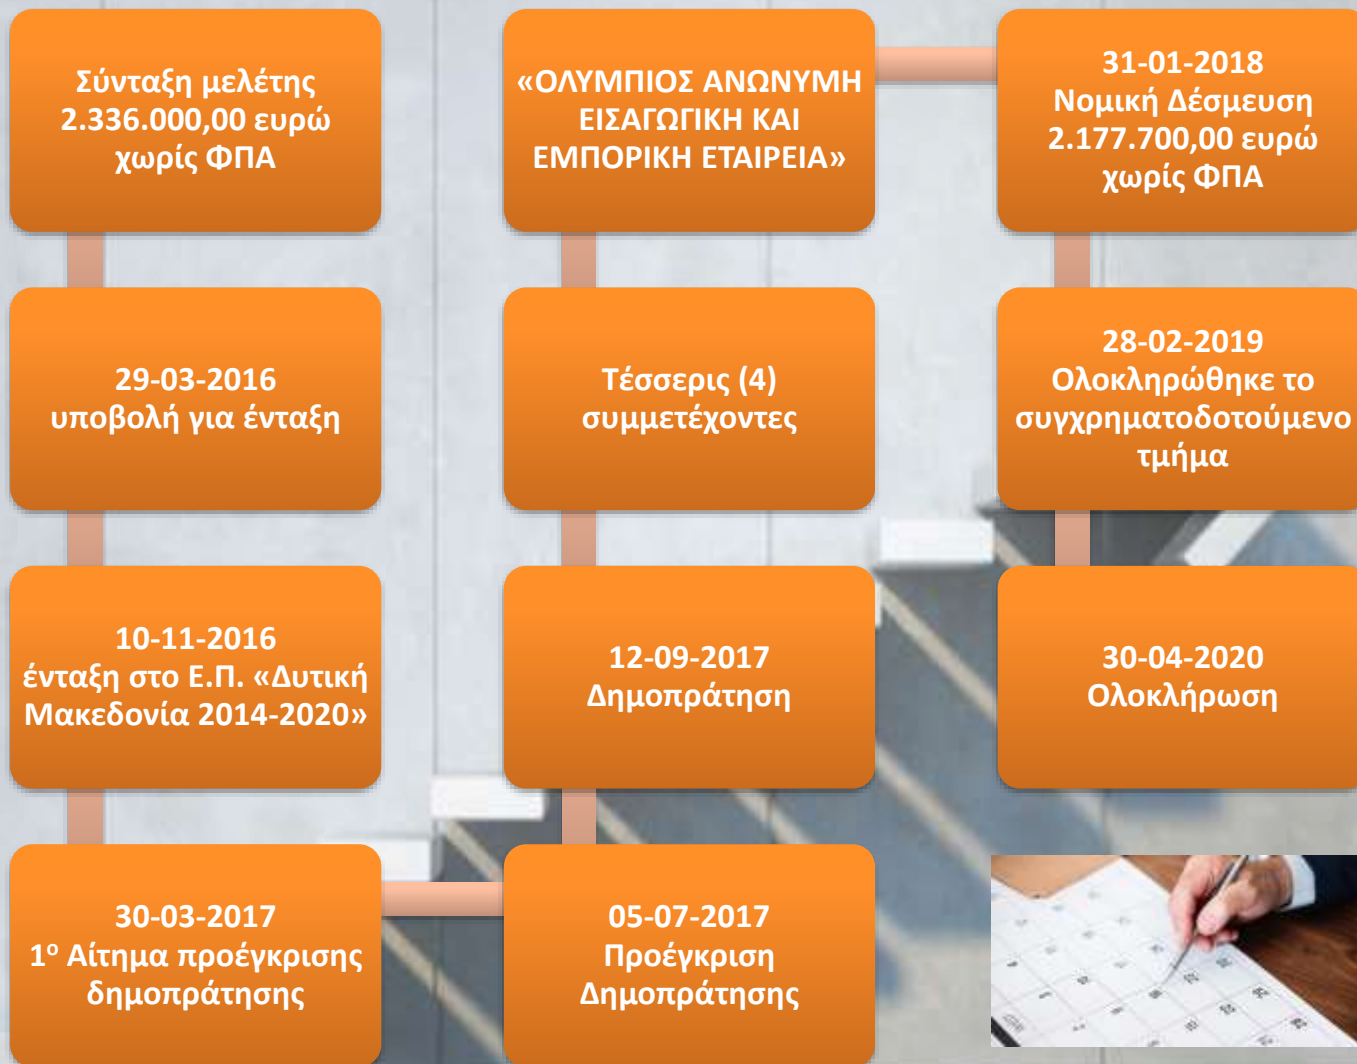 Σύνταξη μελέτης
2.336.000,00 ευρώ
χωρίς ΦΠΑ
29-03-2016
υποβολή για ένταξη
10-11-2016
ένταξη στο Ε.Π. «Δυτική
Μακεδονία 2014-2020»
30-03-2017
1ο Αίτημα προέγκρισης
δημοπράτησης
05-07-2017
Προέγκριση
Δημοπράτησης
12-09-2017
Δημοπράτηση
Τέσσερις (4)
συμμετέχοντες
«ΟΛΥΜΠΙΟΣ ΑΝΩΝΥΜΗ
ΕΙΣΑΓΩΓΙΚΗ ΚΑΙ
ΕΜΠΟΡΙΚΗ ΕΤΑΙΡΕΙΑ»
31-01-2018
Νομική Δέσμευση
2.177.700,00 ευρώ
χωρίς ΦΠΑ
28-02-2019
Ολοκληρώθηκε το
συγχρηματοδοτούμενο
τμήμα
30-04-2020
Ολοκλήρωση